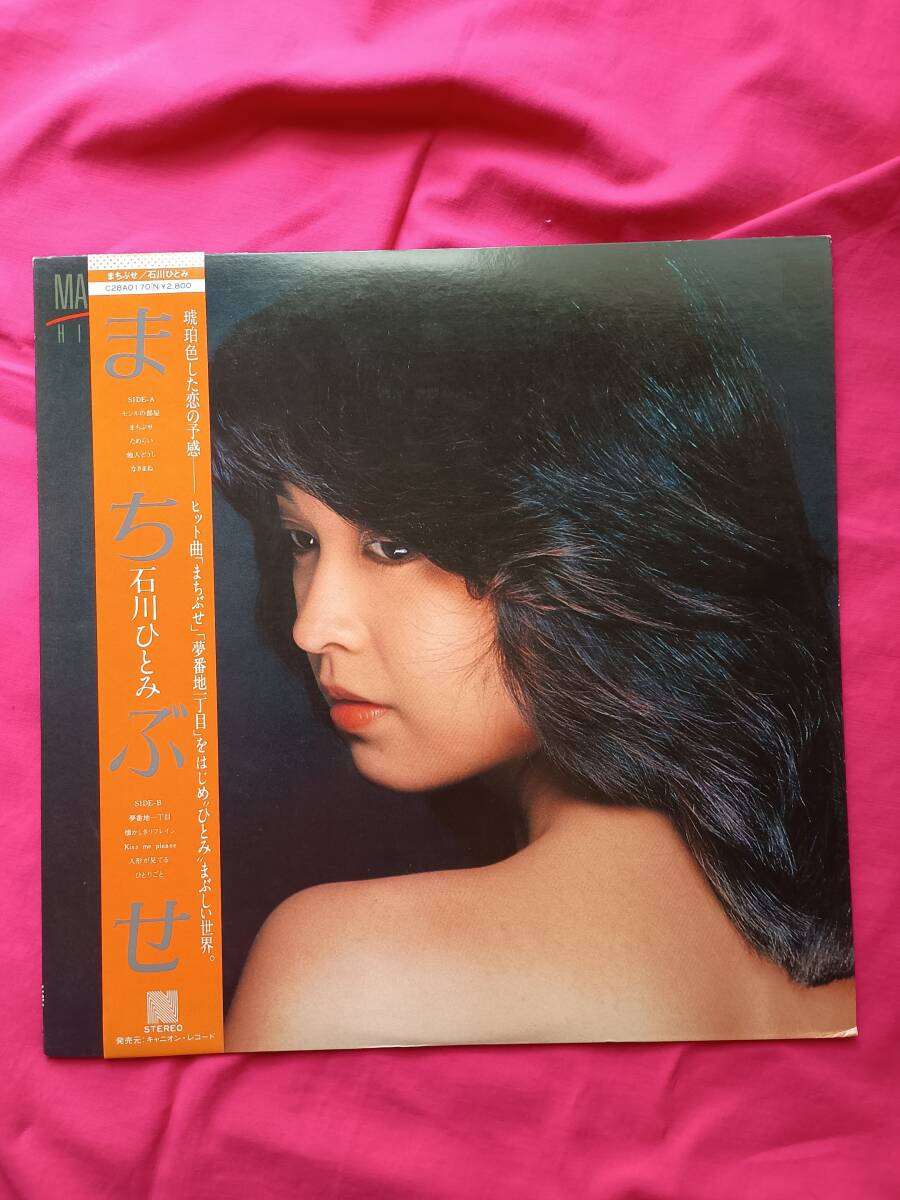 MA
HI
まちぶせ/石川ひとみ
C28A0170 N ¥2,800
まちぶせ
石川ひとみ
琥珀色した恋の予感──ヒット曲「まちぶせ」「夢番地一丁目」をはじめ“ひとみ”まぶしい世界。
SIDE-A
セシルの部屋
まちぶせ
ためらい
他人どうし
なきまね
SIDE-B
夢番地一丁目
懐かしきリフレイン
Kiss me please
人形が見てる
ひとりごと
N
STEREO
発売元:キャニオン・レコード